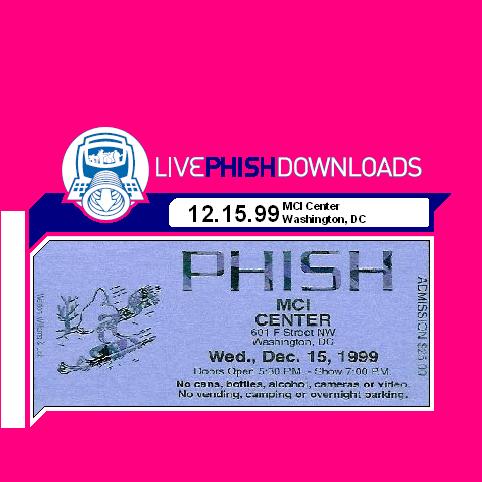 LIVEPHISHDOWNLOADS
12.15.99
MCI Center
Washington, DC
PHISH
MCI
CENTER
601 F Street NW
Washington, DC
Wed., Dec. 15, 1999
Doors Open 5:30 PM - Show 7:00 PM
No cans, bottles, alcohol, cameras or video.
No vending, camping or overnight parking.
ADMISSION $25.00